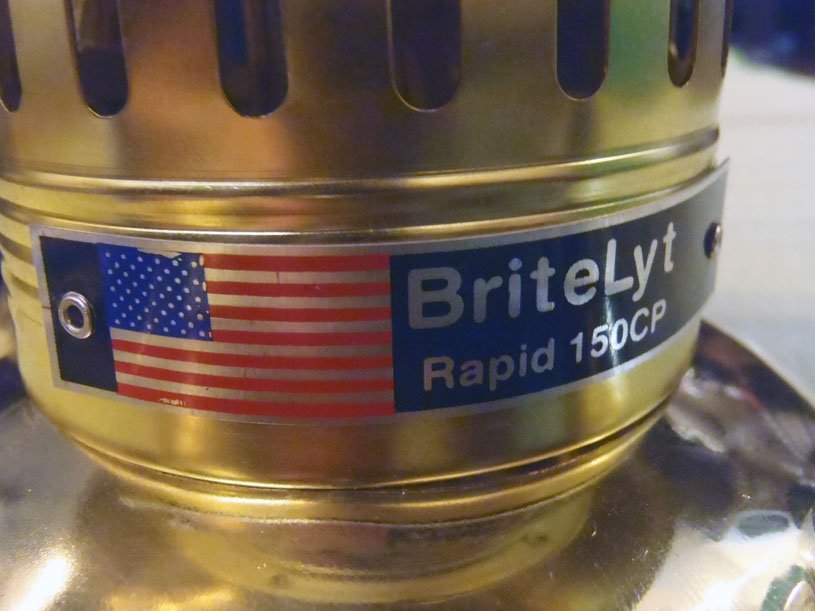 BriteLyt
Rapid 150CP